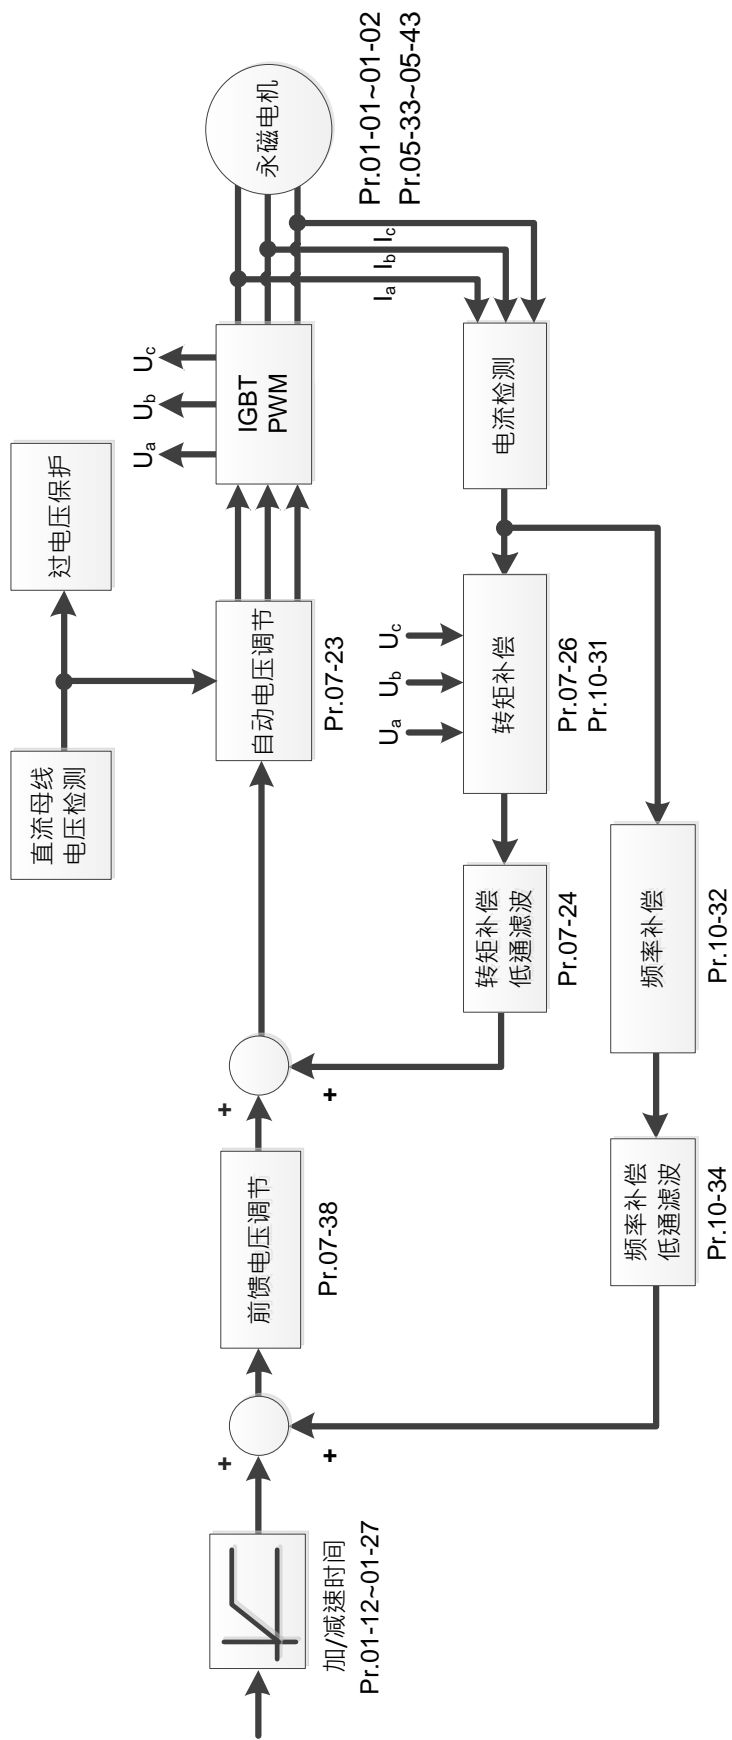 直流母线
电压检测
过电压保护
+
+
加/减速时间
Pr.01-12~01-27
+
前馈电压调节
Pr.07-38
+
自动电压调节
Pr.07-23
Ua
Ub
Uc
IGBT
PWM
永磁电机
Pr.01-01~01-02
Pr.05-33~05-43
Ia
Ib
Ic
电流检测
Ua
Ub
Uc
转矩补偿
Pr.07-26
Pr.10-31
转矩补偿
低通滤波
Pr.07-24
频率补偿
Pr.10-32
频率补偿
低通滤波
Pr.10-34